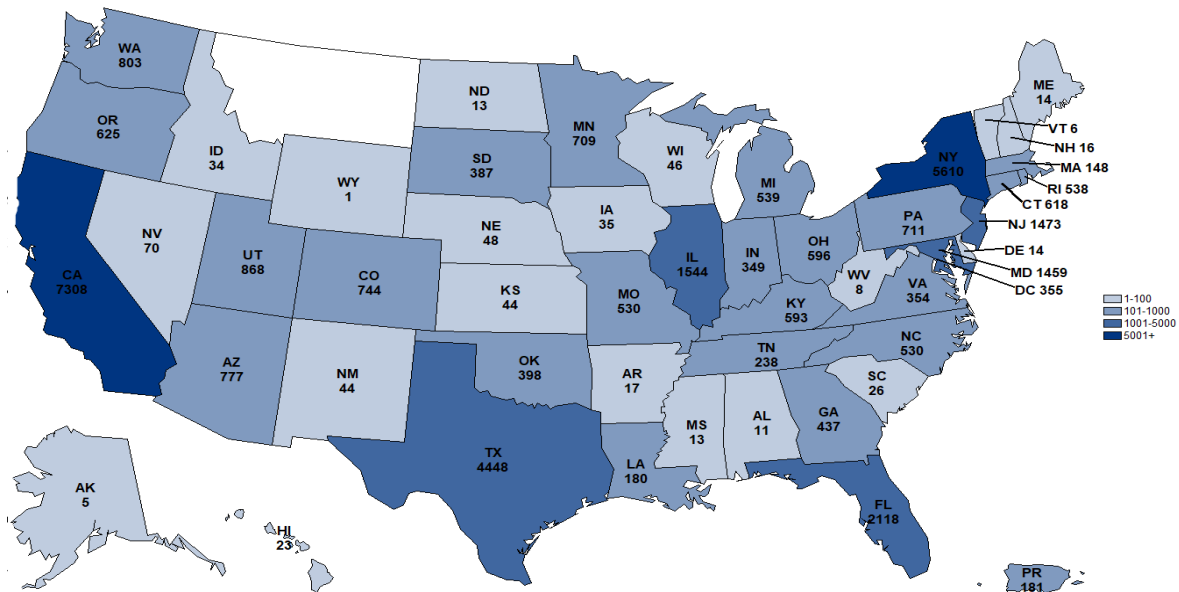 WA
803
OR
625
ID
34
ND
13
MN
709
WI
46
SD
387
WY
1
MI
539
ME
14
VT 6
NH 16
NY
5610
MA 148
RI 538
CT 618
NJ 1473
DE 14
MD 1459
DC 355
CA
7308
NV
70
UT
868
CO
744
NE
48
IA
35
IL
1544
IN
349
OH
596
PA
711
WV
8
VA
354
KS
44
MO
530
KY
593
NC
530
TN
238
AZ
777
NM
44
OK
398
AR
17
SC
26
MS
13
AL
11
GA
437
TX
4448
LA
180
FL
2118
AK
5
HI
23
PR
181
1-100
101-1000
1001-5000
5001+